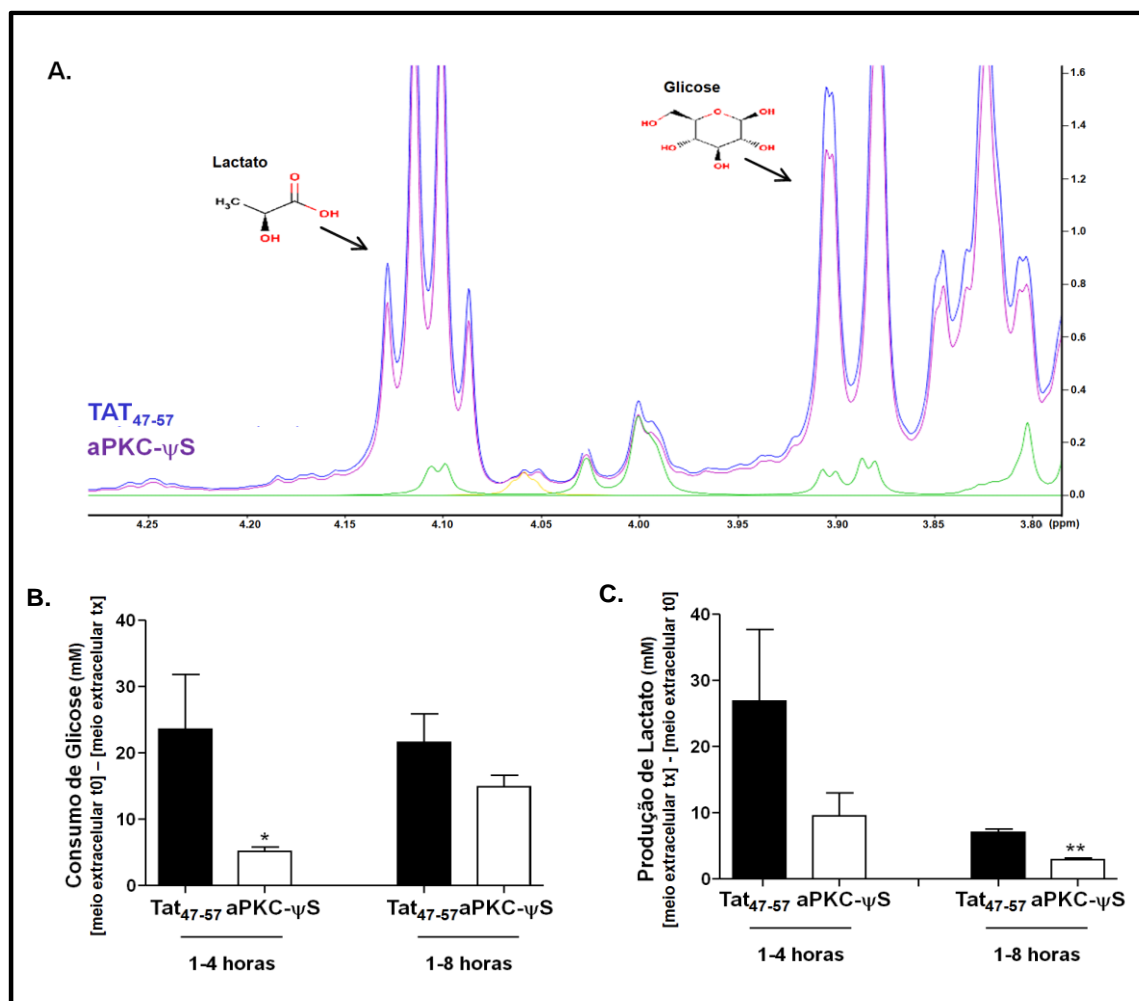 A.
Lactato
H₃C
O
OH
OH
Glicose
HO
O
OH
HO
OH
OH
1.6
1.4
1.2
1.0
0.8
0.6
0.4
0.2
0.0
TAT₄₇₋₅₇
aPKC-ψS
4.25 4.20 4.15 4.10 4.05 4.00 3.95 3.90 3.85 3.80 (ppm)
B.
Consumo de Glicose (mM)
[meio extracelular t0] – [meio extracelular tx]
40
30
20
10
0
*
Tat₄₇₋₅₇ aPKC-ψS Tat₄₇₋₅₇ aPKC-ψS
1-4 horas 1-8 horas
C.
Produção de Lactato (mM)
[meio extracelular tx] - [meio extracelular t0]
40
30
20
10
0
**
Tat₄₇₋₅₇ aPKC-ψS Tat₄₇₋₅₇ aPKC-ψS
1-4 horas 1-8 horas